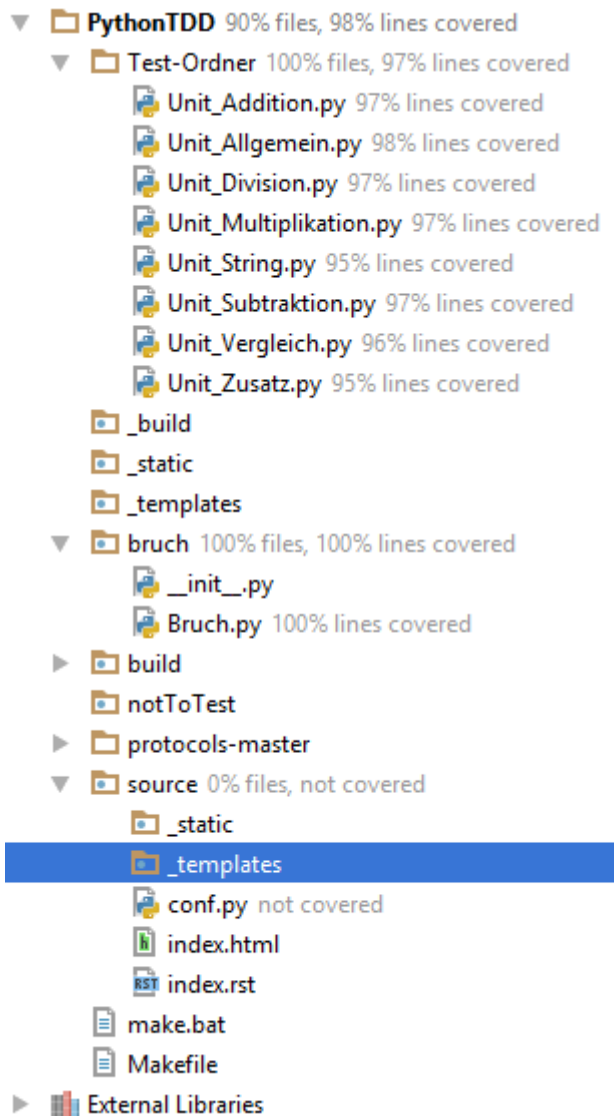 PythonTDD 90% files, 98% lines covered
Test-Ordner 100% files, 97% lines covered
Unit_Addition.py 97% lines covered
Unit_Allgemein.py 98% lines covered
Unit_Division.py 97% lines covered
Unit_Multiplikation.py 97% lines covered
Unit_String.py 95% lines covered
Unit_Subtraktion.py 97% lines covered
Unit_Vergleich.py 96% lines covered
Unit_Zusatz.py 95% lines covered
_build
_static
_templates
bruch 100% files, 100% lines covered
__init__.py
Bruch.py 100% lines covered
build
notToTest
protocols-master
source 0% files, not covered
_static
_templates
conf.py not covered
h index.html
RST index.rst
make.bat
Makefile
External Libraries